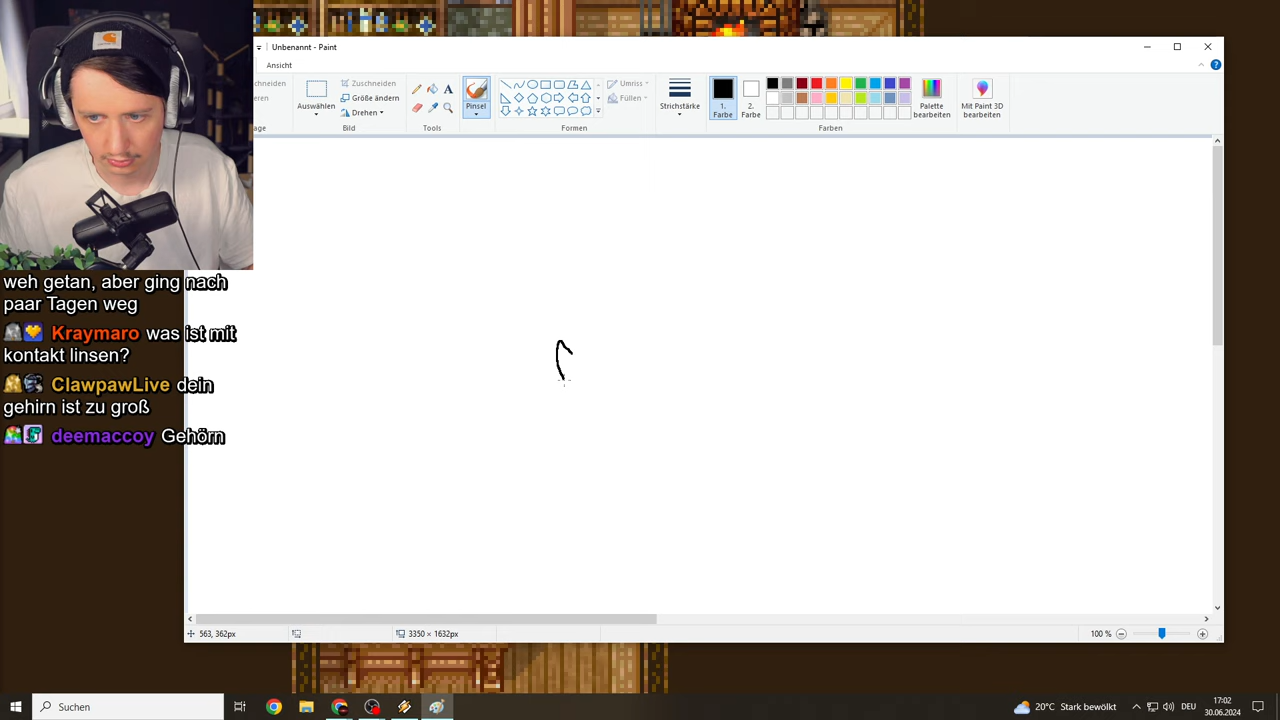 Unbenannt - Paint
Ansicht
chneiden
eren
age
Auswählen
Zuschneiden
Größe ändern
Drehen
Bild
Tools
Pinsel
Formen
Umriss
Füllen
Strichstärke
1.
Farbe
2.
Farbe
Farben
Palette
bearbeiten
Mit Paint 3D
bearbeiten
weh getan, aber ging nach
paar Tagen weg
Kraymaro was ist mit
kontakt linsen?
ClawpawLive dein
gehirn ist zu groß
deemaccoy Gehörn
563, 362px
3350 × 1632px
100 %
Suchen
20°C Stark bewölkt
DEU
17:02
30.06.2024